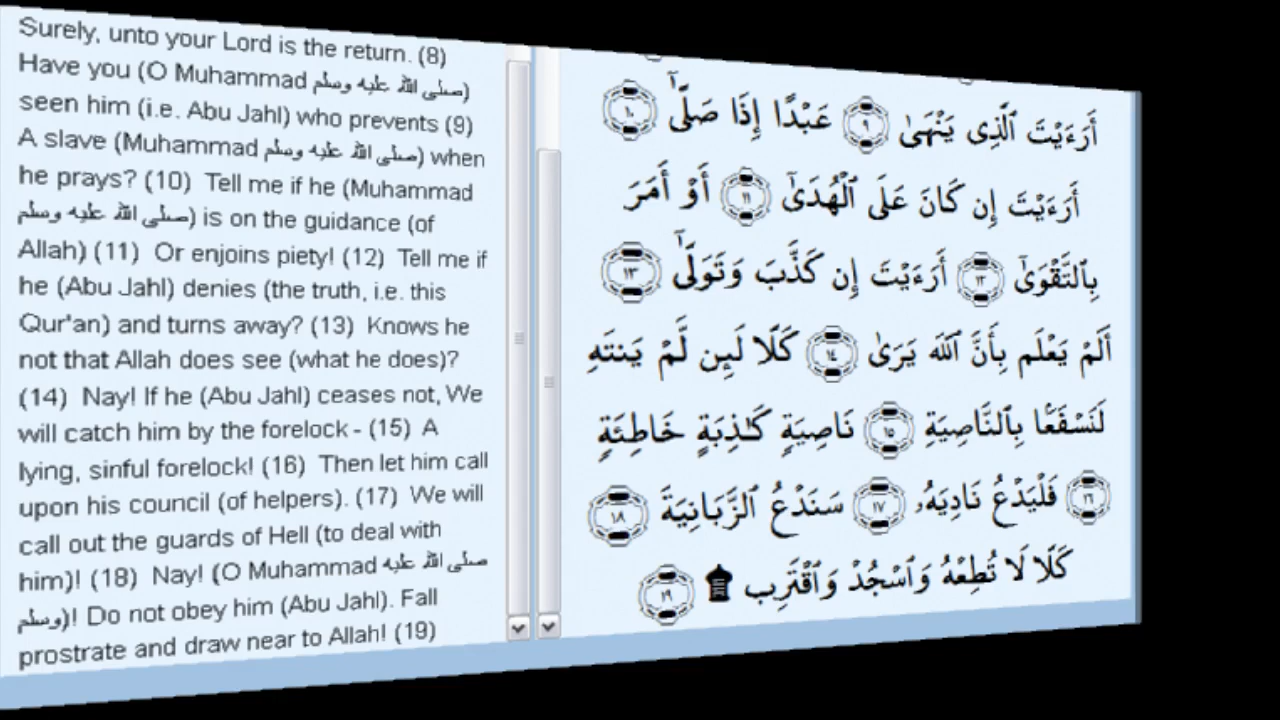 Surely, unto your Lord is the return. (8)
Have you (O Muhammad صلى الله عليه وسلم)
seen him (i.e. Abu Jahl) who prevents (9)
A slave (Muhammad صلى الله عليه وسلم) when
he prays? (10) Tell me if he (Muhammad
صلى الله عليه وسلم) is on the guidance (of
Allah) (11) Or enjoins piety! (12) Tell me if
he (Abu Jahl) denies (the truth, i.e. this
Qur'an) and turns away? (13) Knows he
not that Allah does see (what he does)?
(14) Nay! If he (Abu Jahl) ceases not, We
will catch him by the forelock - (15) A
lying, sinful forelock! (16) Then let him call
upon his council (of helpers). (17) We will
call out the guards of Hell (to deal with
him)! (18) Nay! (O Muhammad صلى الله عليه
وسلم)! Do not obey him (Abu Jahl). Fall
prostrate and draw near to Allah! (19)
أَرَءَيْتَ ٱلَّذِى يَنْهَىٰ ٩ عَبْدًا إِذَا صَلَّىٰٓ ١٠
أَرَءَيْتَ إِن كَانَ عَلَى ٱلْهُدَىٰٓ ١١ أَوْ أَمَرَ
بِٱلتَّقْوَىٰٓ ١٢ أَرَءَيْتَ إِن كَذَّبَ وَتَوَلَّىٰٓ ١٣
أَلَمْ يَعْلَم بِأَنَّ ٱللَّهَ يَرَىٰ ١٤ كَلَّا لَئِن لَّمْ يَنتَهِ
لَنَسْفَعًۢا بِٱلنَّاصِيَةِ ١٥ نَاصِيَةٍ كَـٰذِبَةٍ خَاطِئَةٍ
١٦ فَلْيَدْعُ نَادِيَهُۥ ١٧ سَنَدْعُ ٱلزَّبَانِيَةَ ١٨
كَلَّا لَا تُطِعْهُ وَٱسْجُدْ وَٱقْتَرِب ۩ ١٩